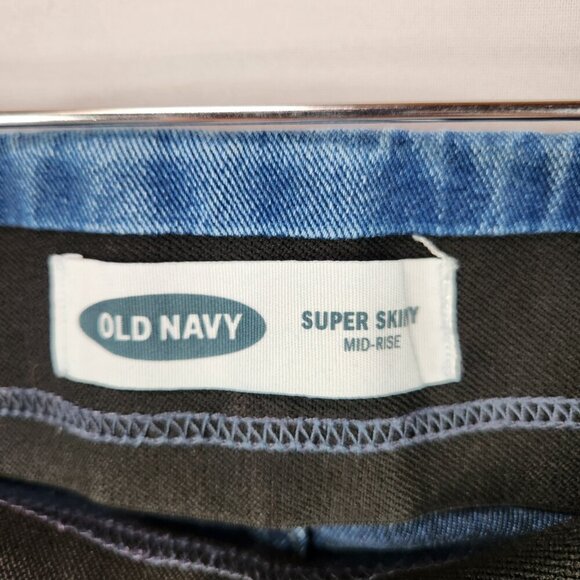 OLD NAVY
SUPER SKINNY
MID-RISE